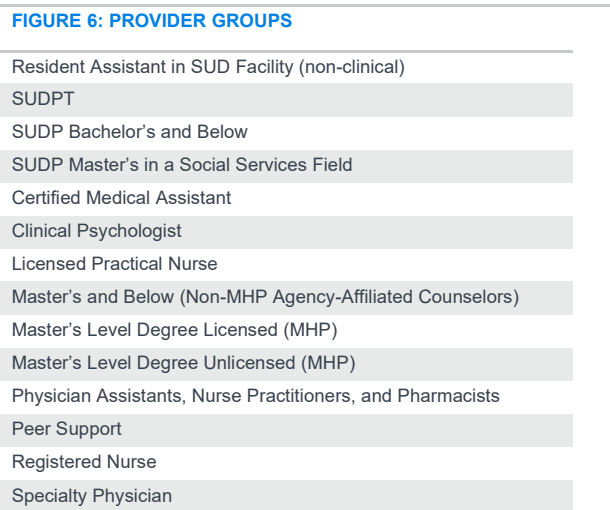 FIGURE 6: PROVIDER GROUPS
Resident Assistant in SUD Facility (non-clinical)
SUDPT
SUDP Bachelor’s and Below
SUDP Master’s in a Social Services Field
Certified Medical Assistant
Clinical Psychologist
Licensed Practical Nurse
Master’s and Below (Non-MHP Agency-Affiliated Counselors)
Master’s Level Degree Licensed (MHP)
Master’s Level Degree Unlicensed (MHP)
Physician Assistants, Nurse Practitioners, and Pharmacists
Peer Support
Registered Nurse
Specialty Physician